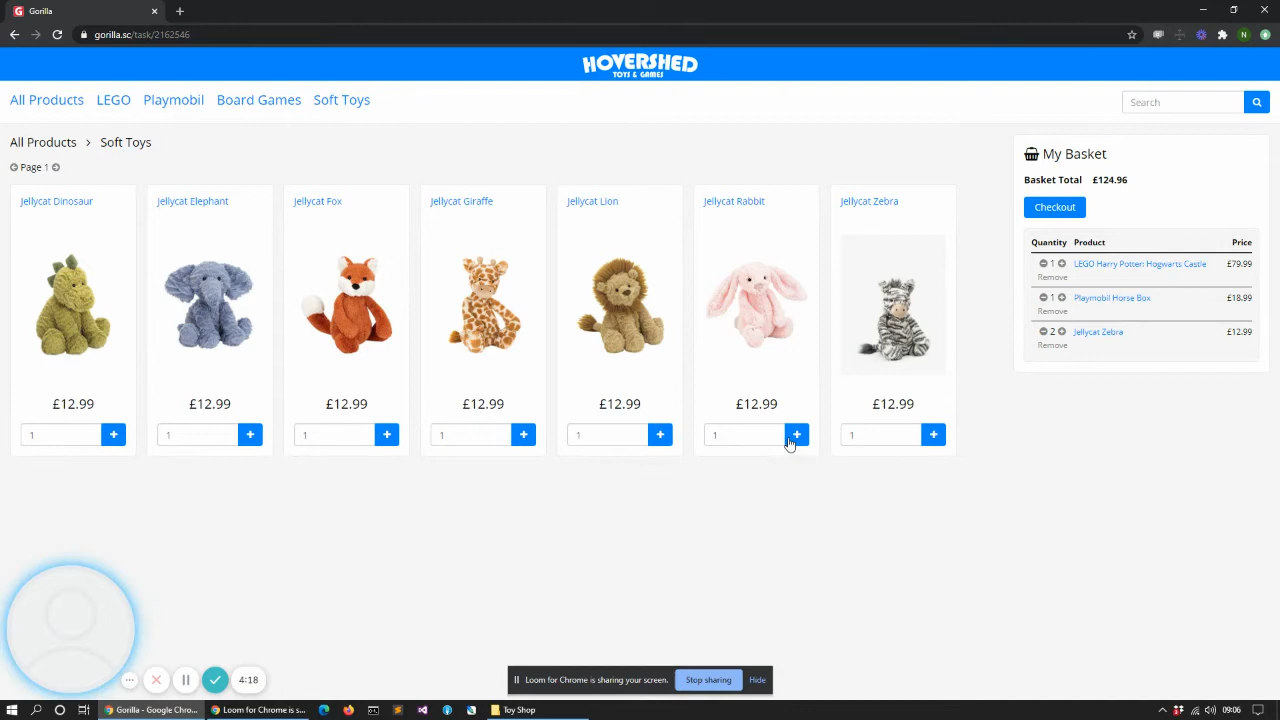 Gorilla
gorilla.sc/task/2162546
N
HOVERSHED
TOYS & GAMES
All Products LEGO Playmobil Board Games Soft Toys
Search
All Products > Soft Toys
Page 1
My Basket
Basket Total £124.96
Checkout
Quantity Product Price
1 LEGO Harry Potter: Hogwarts Castle £79.99
Remove
1 Playmobil Horse Box £18.99
Remove
2 Jellycat Zebra £12.99
Remove
Jellycat Dinosaur Jellycat Elephant Jellycat Fox Jellycat Giraffe Jellycat Lion Jellycat Rabbit Jellycat Zebra
£12.99 £12.99 £12.99 £12.99 £12.99 £12.99 £12.99
1 1 1 1 1 1 1
4:18
Loom for Chrome is sharing your screen. Stop sharing Hide
Gorilla - Google Chro... Loom for Chrome is s... Toy Shop 09:06